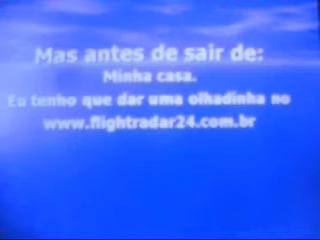 Mas antes de sair de:
Minha casa.
Eu tenho que dar uma olhadinha no
www.flightradar24.com.br